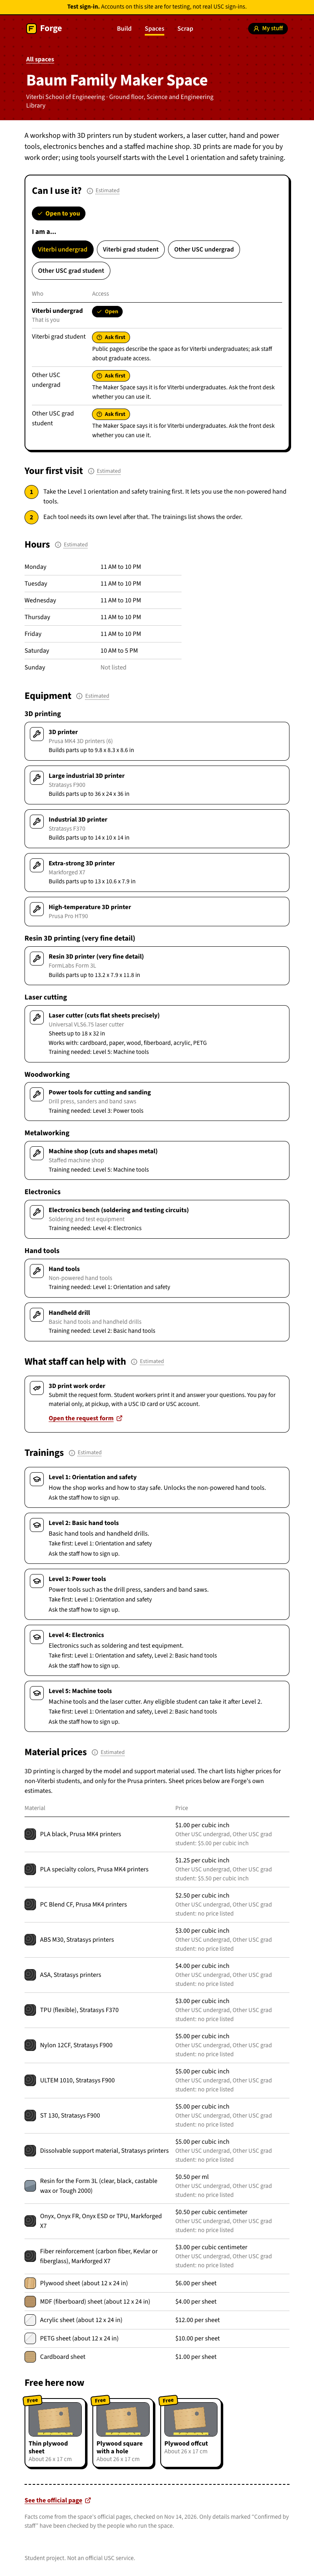 Test sign-in. Accounts on this site are for testing, not real USC sign-ins.
Forge
Build
Spaces
Scrap
My stuff
All spaces
Baum Family Maker Space
Viterbi School of Engineering · Ground floor, Science and Engineering
Library
A workshop with 3D printers run by student workers, a laser cutter, hand and power
tools, electronics benches and a staffed machine shop. 3D prints are made for you by
work order; using tools yourself starts with the Level 1 orientation and safety training.
Can I use it?
Estimated
Open to you
I am a...
Viterbi undergrad
Viterbi grad student
Other USC undergrad
Other USC grad student
Who
Access
Viterbi undergrad
Open
That is you
Viterbi grad student
Ask first
Public pages describe the space as for Viterbi undergraduates; ask staff
about graduate access.
Other USC
undergrad
Ask first
The Maker Space says it is for Viterbi undergraduates. Ask the front desk
whether you can use it.
Other USC grad
student
Ask first
The Maker Space says it is for Viterbi undergraduates. Ask the front desk
whether you can use it.
Your first visit
Estimated
1
Take the Level 1 orientation and safety training first. It lets you use the non-powered hand
tools.
2
Each tool needs its own level after that. The trainings list shows the order.
Hours
Estimated
Monday
11 AM to 10 PM
Tuesday
11 AM to 10 PM
Wednesday
11 AM to 10 PM
Thursday
11 AM to 10 PM
Friday
11 AM to 10 PM
Saturday
10 AM to 5 PM
Sunday
Not listed
Equipment
Estimated
3D printing
3D printer
Prusa MK4 3D printers (6)
Builds parts up to 9.8 x 8.3 x 8.6 in
Large industrial 3D printer
Stratasys F900
Builds parts up to 36 x 24 x 36 in
Industrial 3D printer
Stratasys F370
Builds parts up to 14 x 10 x 14 in
Extra-strong 3D printer
Markforged X7
Builds parts up to 13 x 10.6 x 7.9 in
High-temperature 3D printer
Prusa Pro HT90
Resin 3D printing (very fine detail)
Resin 3D printer (very fine detail)
FormLabs Form 3L
Builds parts up to 13.2 x 7.9 x 11.8 in
Laser cutting
Laser cutter (cuts flat sheets precisely)
Universal VLS6.75 laser cutter
Sheets up to 18 x 32 in
Works with: cardboard, paper, wood, fiberboard, acrylic, PETG
Training needed: Level 5: Machine tools
Woodworking
Power tools for cutting and sanding
Drill press, sanders and band saws
Training needed: Level 3: Power tools
Metalworking
Machine shop (cuts and shapes metal)
Staffed machine shop
Training needed: Level 5: Machine tools
Electronics
Electronics bench (soldering and testing circuits)
Soldering and test equipment
Training needed: Level 4: Electronics
Hand tools
Hand tools
Non-powered hand tools
Training needed: Level 1: Orientation and safety
Handheld drill
Basic hand tools and handheld drills
Training needed: Level 2: Basic hand tools
What staff can help with
Estimated
3D print work order
Submit the request form. Student workers print it and answer your questions. You pay for
material only, at pickup, with a USC ID card or USC account.
Open the request form
Trainings
Estimated
Level 1: Orientation and safety
How the shop works and how to stay safe. Unlocks the non-powered hand tools.
Ask the staff how to sign up.
Level 2: Basic hand tools
Basic hand tools and handheld drills.
Take first: Level 1: Orientation and safety
Ask the staff how to sign up.
Level 3: Power tools
Power tools such as the drill press, sanders and band saws.
Take first: Level 1: Orientation and safety
Ask the staff how to sign up.
Level 4: Electronics
Electronics such as soldering and test equipment.
Take first: Level 1: Orientation and safety, Level 2: Basic hand tools
Ask the staff how to sign up.
Level 5: Machine tools
Machine tools and the laser cutter. Any eligible student can take it after Level 2.
Take first: Level 1: Orientation and safety, Level 2: Basic hand tools
Ask the staff how to sign up.
Material prices
Estimated
3D printing is charged by the model and support material used. The chart lists higher prices for
non-Viterbi students, and only for the Prusa printers. Sheet prices below are Forge's own
estimates.
Material
Price
PLA black, Prusa MK4 printers
$1.00 per cubic inch
Other USC undergrad, Other USC grad
student: $5.00 per cubic inch
PLA specialty colors, Prusa MK4 printers
$1.25 per cubic inch
Other USC undergrad, Other USC grad
student: $5.50 per cubic inch
PC Blend CF, Prusa MK4 printers
$2.50 per cubic inch
Other USC undergrad, Other USC grad
student: no price listed
ABS M30, Stratasys printers
$3.00 per cubic inch
Other USC undergrad, Other USC grad
student: no price listed
ASA, Stratasys printers
$4.00 per cubic inch
Other USC undergrad, Other USC grad
student: no price listed
TPU (flexible), Stratasys F370
$3.00 per cubic inch
Other USC undergrad, Other USC grad
student: no price listed
Nylon 12CF, Stratasys F900
$5.00 per cubic inch
Other USC undergrad, Other USC grad
student: no price listed
ULTEM 1010, Stratasys F900
$5.00 per cubic inch
Other USC undergrad, Other USC grad
student: no price listed
ST 130, Stratasys F900
$5.00 per cubic inch
Other USC undergrad, Other USC grad
student: no price listed
Dissolvable support material, Stratasys printers
$5.00 per cubic inch
Other USC undergrad, Other USC grad
student: no price listed
Resin for the Form 3L (clear, black, castable
wax or Tough 2000)
$0.50 per ml
Other USC undergrad, Other USC grad
student: no price listed
Onyx, Onyx FR, Onyx ESD or TPU, Markforged
X7
$0.50 per cubic centimeter
Other USC undergrad, Other USC grad
student: no price listed
Fiber reinforcement (carbon fiber, Kevlar or
fiberglass), Markforged X7
$3.00 per cubic centimeter
Other USC undergrad, Other USC grad
student: no price listed
Plywood sheet (about 12 x 24 in)
$6.00 per sheet
MDF (fiberboard) sheet (about 12 x 24 in)
$4.00 per sheet
Acrylic sheet (about 12 x 24 in)
$12.00 per sheet
PETG sheet (about 12 x 24 in)
$10.00 per sheet
Cardboard sheet
$1.00 per sheet
Free here now
Free
Thin plywood
sheet
About 26 x 17 cm
Free
Plywood square
with a hole
About 26 x 17 cm
Free
Plywood offcut
About 26 x 17 cm
See the official page
Facts come from the space's official pages, checked on Nov 14, 2026. Only details marked "Confirmed by
staff" have been checked by the people who run the space.
Student project. Not an official USC service.